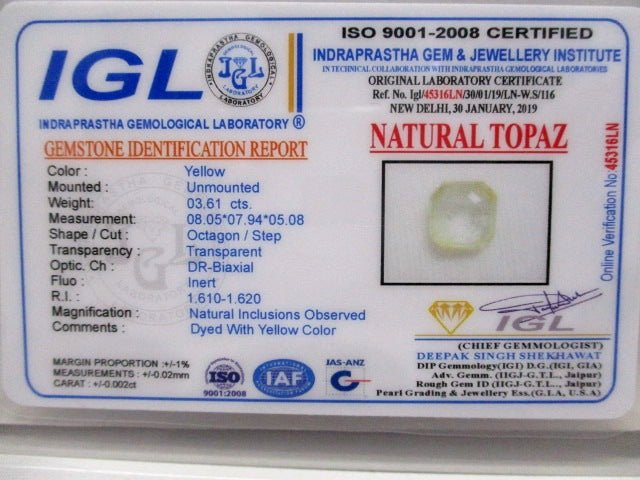 IGL
INDRAPRASTHA GEMOLOGICAL LABORATORY ®
GEMSTONE IDENTIFICATION REPORT
Color : Yellow
Mounted : Unmounted
Weight: 03.61 cts.
Measurement: 08.05*07.94*05.08
Shape / Cut : Octagon / Step
Transparency : Transparent
Optic. Ch : DR-Biaxial
Fluo : Inert
R.I. : 1.610-1.620
Magnification : Natural Inclusions Observed
Comments : Dyed With Yellow Color
MARGIN PROPORTION :+/-1%
MEASUREMENTS : +/-0.02mm
CARAT : +/-0.002ct
ISO
9001:2008
IAF
JAS-ANZ
ISO 9001-2008 CERTIFIED
INDRAPRASTHA GEM & JEWELLERY INSTITUTE
IN TECHNICAL COLLABORATION WITH INDRAPRASTHA GEMOLOGICAL LABORATORIES
ORIGINAL LABORATORY CERTIFICATE
Ref. No. Igl/45316LN/30/01/19/LN-W.S/116
NEW DELHI, 30 JANUARY, 2019
NATURAL TOPAZ
Online Verification No:45316LN
IGL
(CHIEF GEMMOLOGIST)
DEEPAK SINGH SHEKHAWAT
DIP Gemmology(IGI) D.G.(IGI, GIA)
Adv. Gemm. (IIGJ-G.T.L., Jaipur)
Rough Gem ID (IIGJ-G.T.L., Jaipur)
Pearl Grading & Jewellery Ess.(G.I.A, U.S.A)